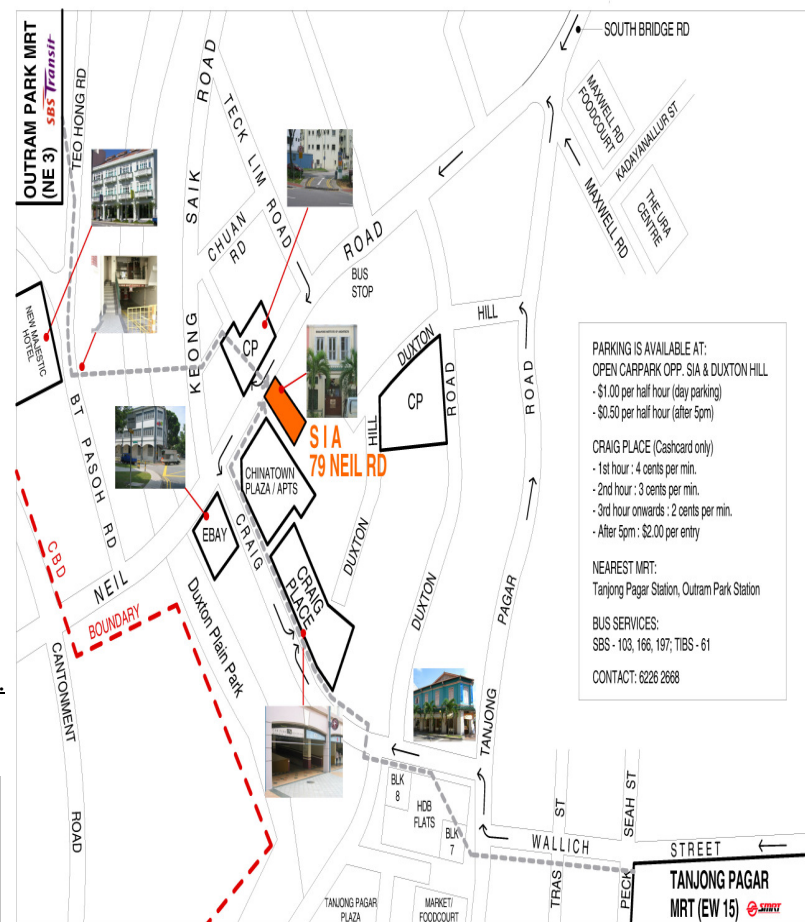 OUTRAM PARK MRT
(NE 3) SBS Transit
TEO HONG RD
SAIK
ROAD
TECK LIM ROAD
CHUAN
RD
KEONG
ROAD
BUS
STOP
SOUTH BRIDGE RD
MAXWELL RD
FOODCOURT
KADAYANALLUR ST
THE URA
CENTRE
MAXWELL RD
NEW MAJESTIC
HOTEL
CP
DUXTON
HILL
ROAD
ROAD
CP
HILL
DUXTON
SIA
79 NEIL RD
BT PASOH RD
CHINATOWN
PLAZA / APTS
EBAY
CRAIG
CRAIG
PLACE
CBD
BOUNDARY
NEIL
Duxton Plain Park
CANTONMENT
ROAD
DUXTON
PAGAR
TANJONG
PARKING IS AVAILABLE AT:
OPEN CARPARK OPP. SIA & DUXTON HILL
- $1.00 per half hour (day parking)
- $0.50 per half hour (after 5pm)
CRAIG PLACE (Cashcard only)
- 1st hour : 4 cents per min.
- 2nd hour : 3 cents per min.
- 3rd hour onwards : 2 cents per min.
- After 5pm : $2.00 per entry
NEAREST MRT:
Tanjong Pagar Station, Outram Park Station
BUS SERVICES:
SBS - 103, 166, 197; TIBS - 61
CONTACT: 6226 2668
BLK
8
HDB
FLATS
BLK
7
WALLICH
STREET
TRAS
ST
PECK
SEAH ST
TANJONG PAGAR
PLAZA
MARKET/
FOODCOURT
TANJONG PAGAR
MRT (EW 15) SMRT